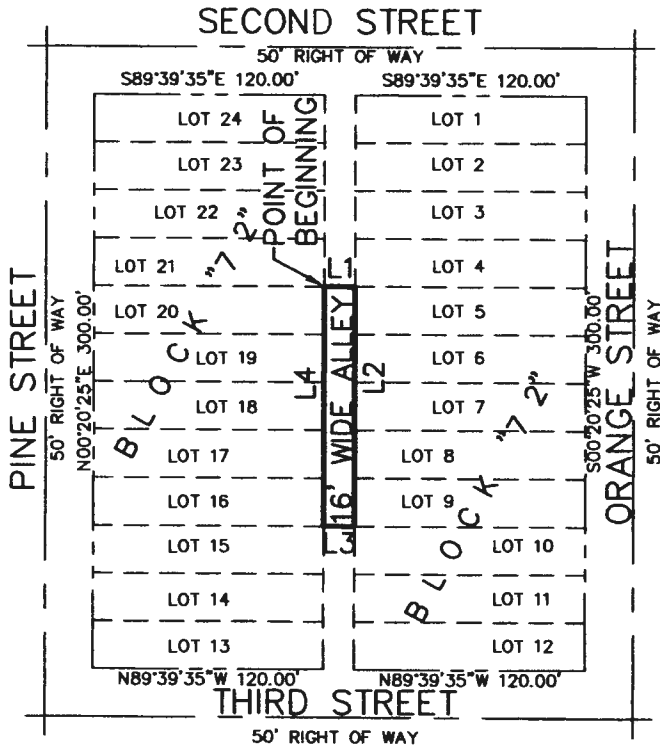 SECOND STREET
50' RIGHT OF WAY
S89°39'35"E 120.00'
S89°39'35"E 120.00'
LOT 24
LOT 23
LOT 22
LOT 21
LOT 20
LOT 19
LOT 18
LOT 17
LOT 16
LOT 15
LOT 14
LOT 13
POINT OF
BEGINNING
BLOCK "72"
L1
L2
L3
L4
16' WIDE ALLEY
LOT 1
LOT 2
LOT 3
LOT 4
LOT 5
LOT 6
LOT 7
LOT 8
LOT 9
LOT 10
LOT 11
LOT 12
BLOCK "72"
PINE STREET
50' RIGHT OF WAY
N00°20'25"E 300.00'
S00°20'25"W 300.00'
ORANGE STREET
50' RIGHT OF WAY
N89°39'35"W 120.00'
N89°39'35"W 120.00'
THIRD STREET
50' RIGHT OF WAY